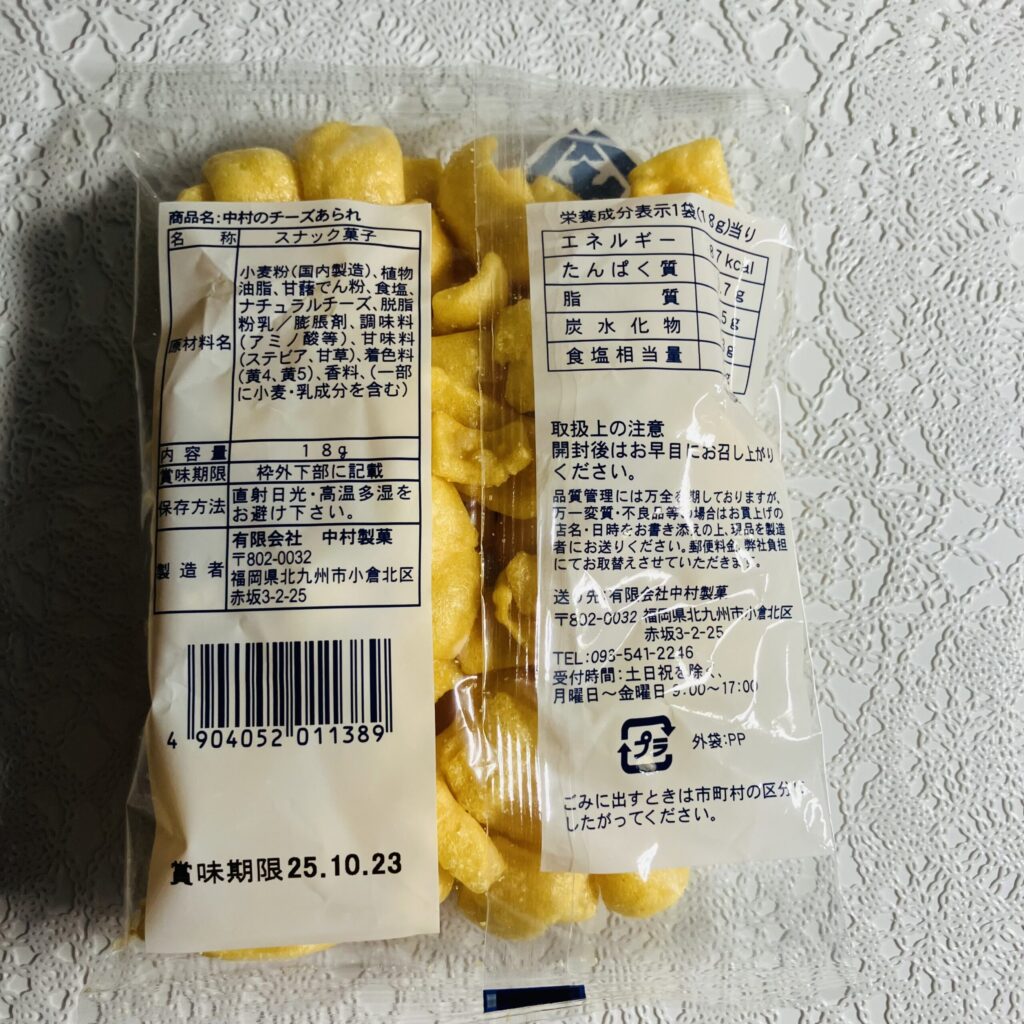 商品名:中村のチーズあられ
名称 スナック菓子
原材料名
小麦粉(国内製造)、植物
油脂、甘藷でん粉、食塩、
ナチュラルチーズ、脱脂
粉乳／膨脹剤、調味料
(アミノ酸等)、甘味料
(ステビア、甘草)、着色料
(黄4、黄5)、香料、(一部
に小麦・乳成分を含む)
内容量 18g
賞味期限 枠外下部に記載
保存方法 直射日光・高温多湿を
お避け下さい。
製造者
有限会社 中村製菓
〒802-0032
福岡県北九州市小倉北区
赤坂3-2-25
4 904052 011389
賞味期限25.10.23
栄養成分表示1袋(18g)当り
エネルギー 87kcal
たんぱく質
脂質
炭水化物
食塩相当量
取扱上の注意
開封後はお早目にお召し上がり
ください。
品質管理には万全を期しておりますが、
万一変質・不良品等の場合はお買上げの
店名・日時をお書き添えの上、現品を製造
者にお送りください。郵便料金、弊社負担
にてお取替えさせていただきます。
送り先:有限会社中村製菓
〒802-0032 福岡県北九州市小倉北区
赤坂3-2-25
TEL:093-541-2246
受付時間:土日祝を除く、
月曜日～金曜日 9:00～17:00
プラ 外袋:PP
ごみに出すときは市町村の区分に
したがってください。